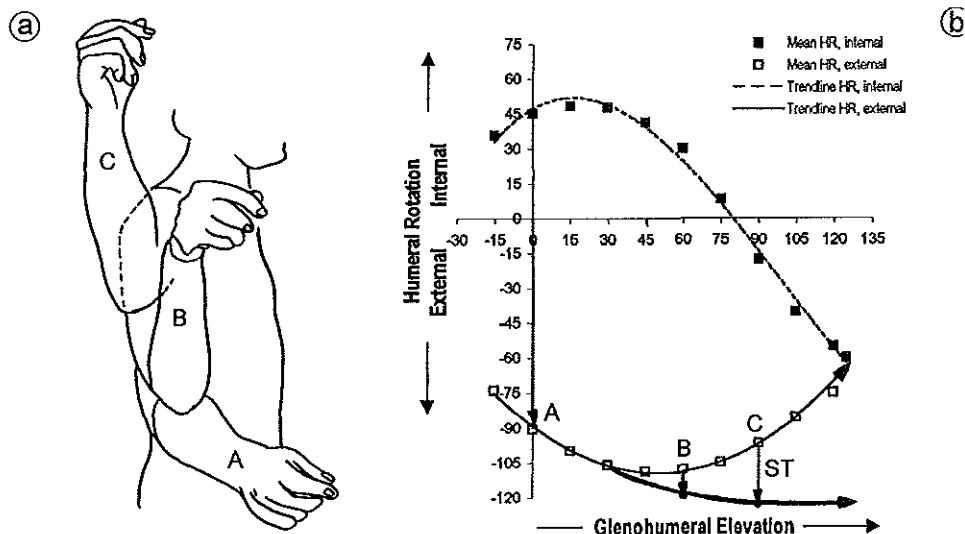 a
b
C
B
A
75
60
45
30
15
0
-15
-30
-45
-60
-75
-90
-105
-120
-30 -15 0 15 30 45 60 75 90 105 120 135
Mean HR, internal
Mean HR, external
Trendline HR, internal
Trendline HR, external
Humeral Rotation
External Internal
A
B
C
ST
Glenohumeral Elevation